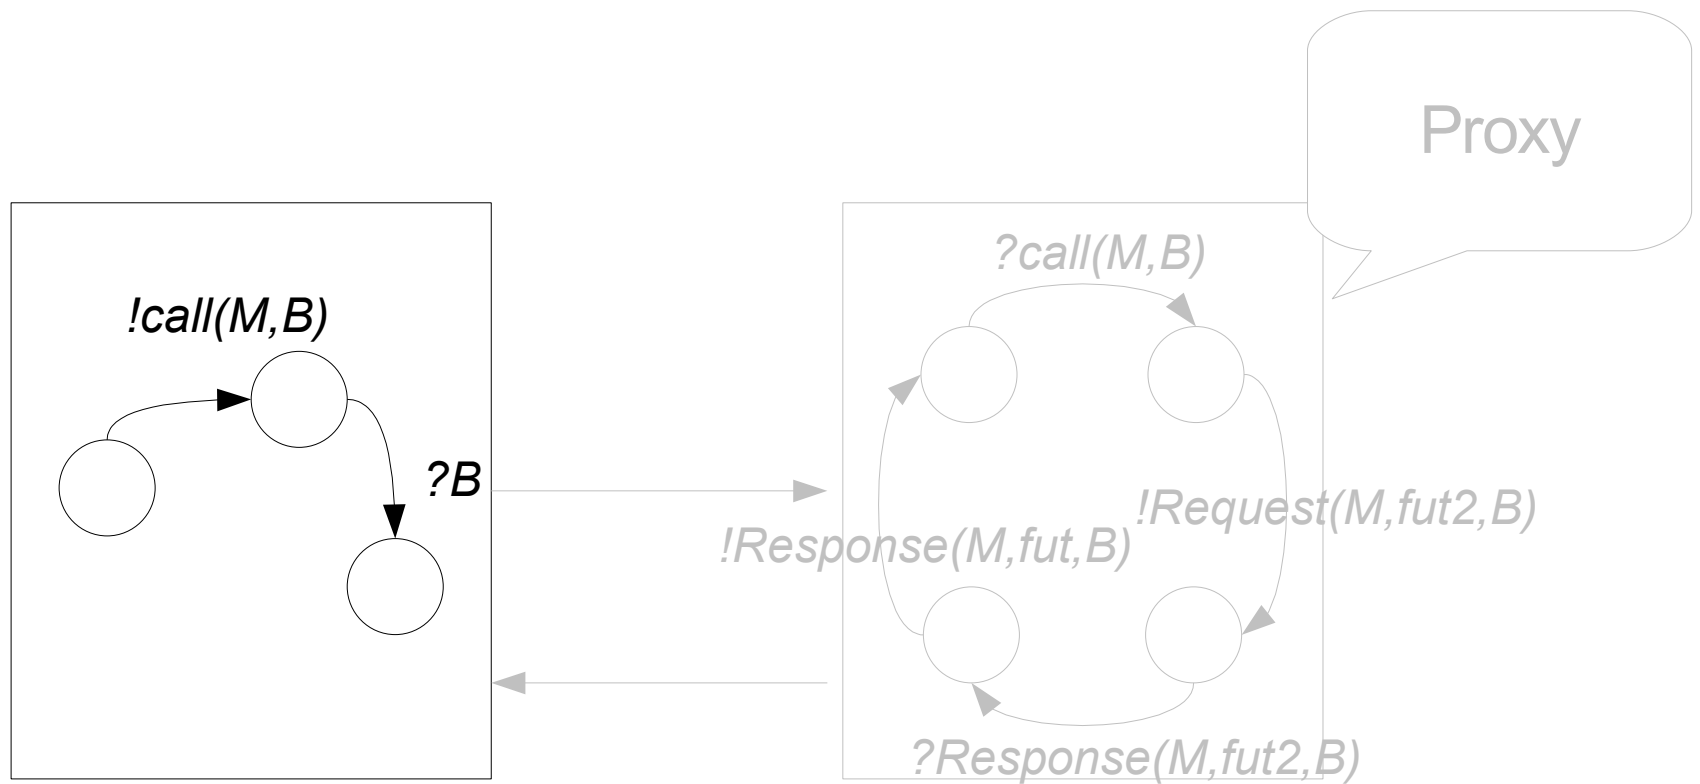 Proxy
?call(M,B)
!call(M,B)
?B
!Request(M,fut2,B)
!Response(M,fut,B)
?Response(M,fut2,B)